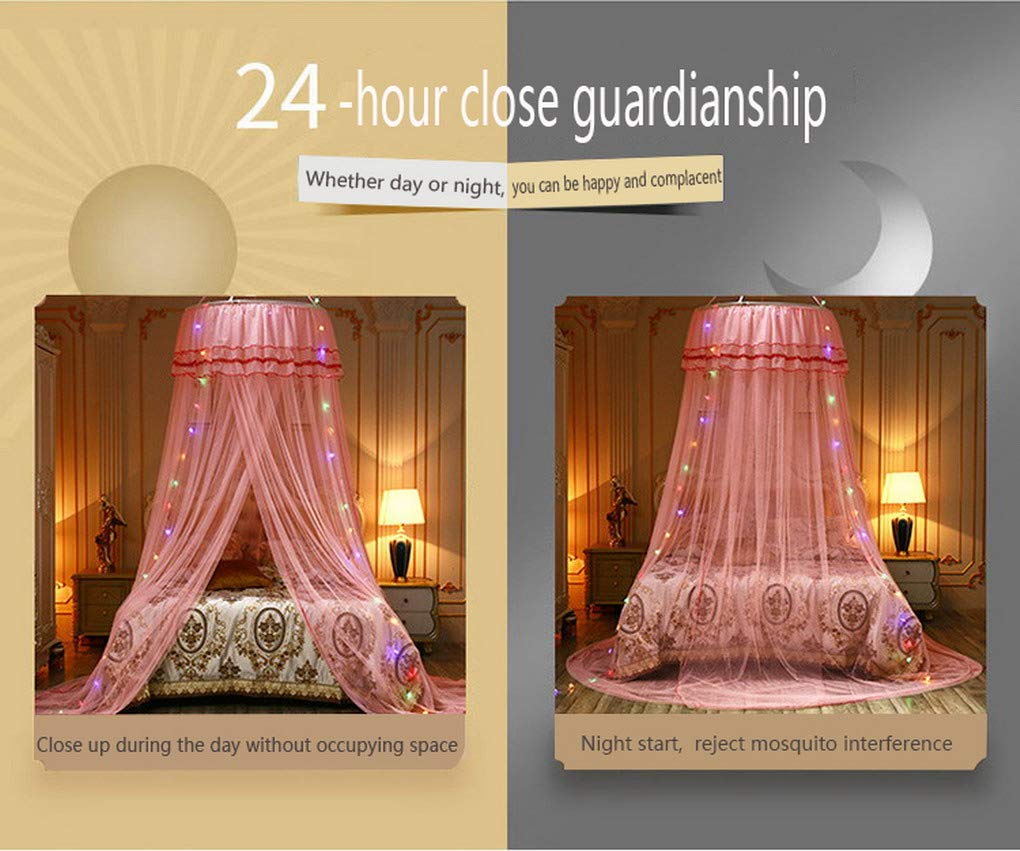 24-hour close guardianship
Whether day or night, you can be happy and complacent
Close up during the day without occupying space
Night start, reject mosquito interference